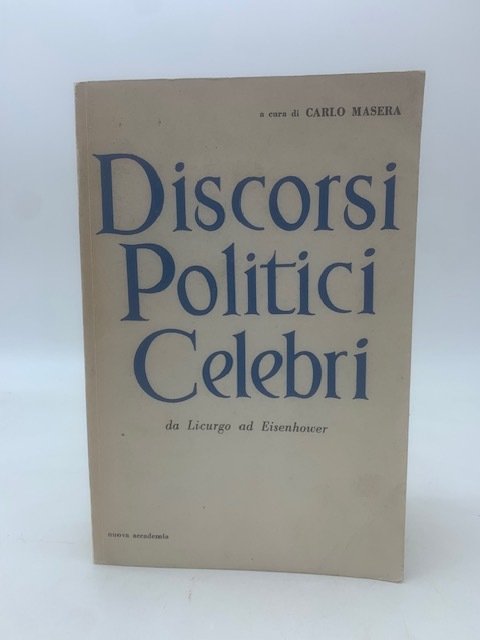 a cura di CARLO MASERA
Discorsi
Politici
Celebri
da Licurgo ad Eisenhower
nuova accademia